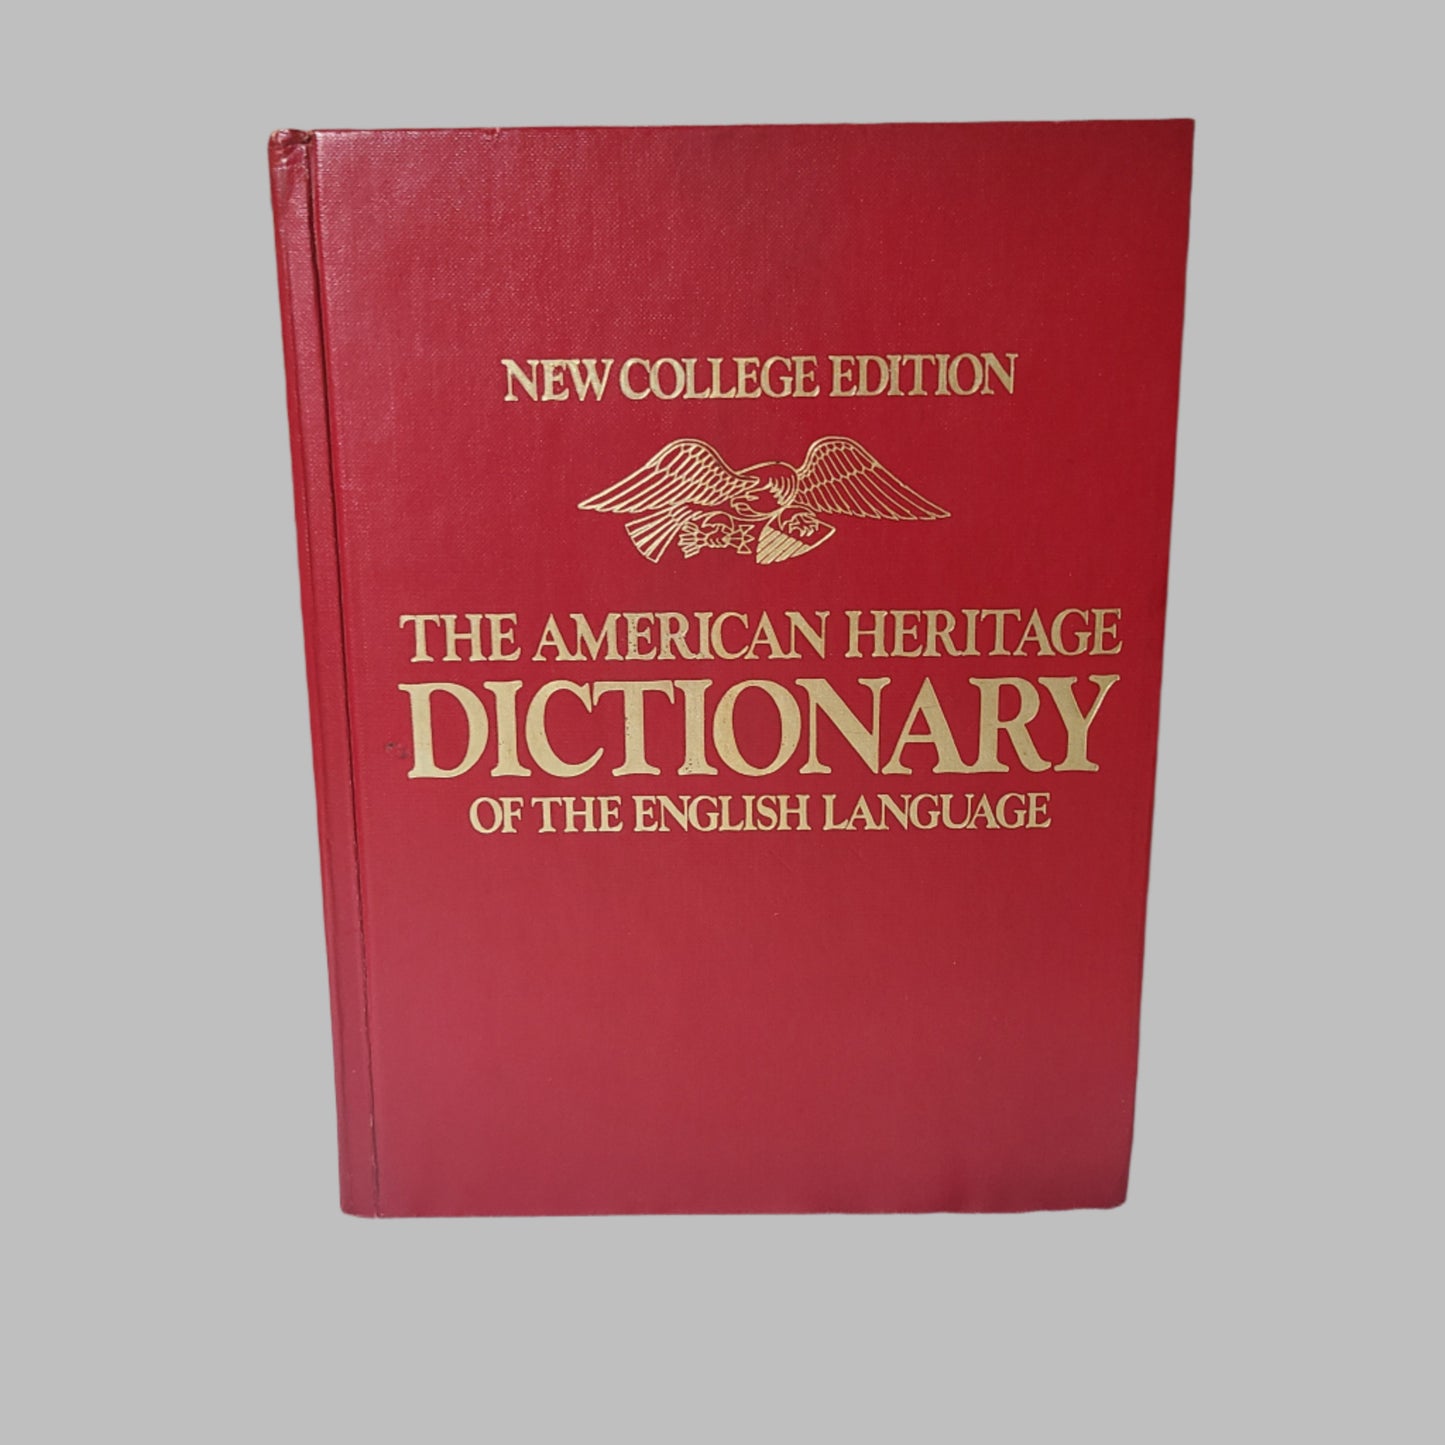 NEW COLLEGE EDITION
THE AMERICAN HERITAGE
DICTIONARY
OF THE ENGLISH LANGUAGE